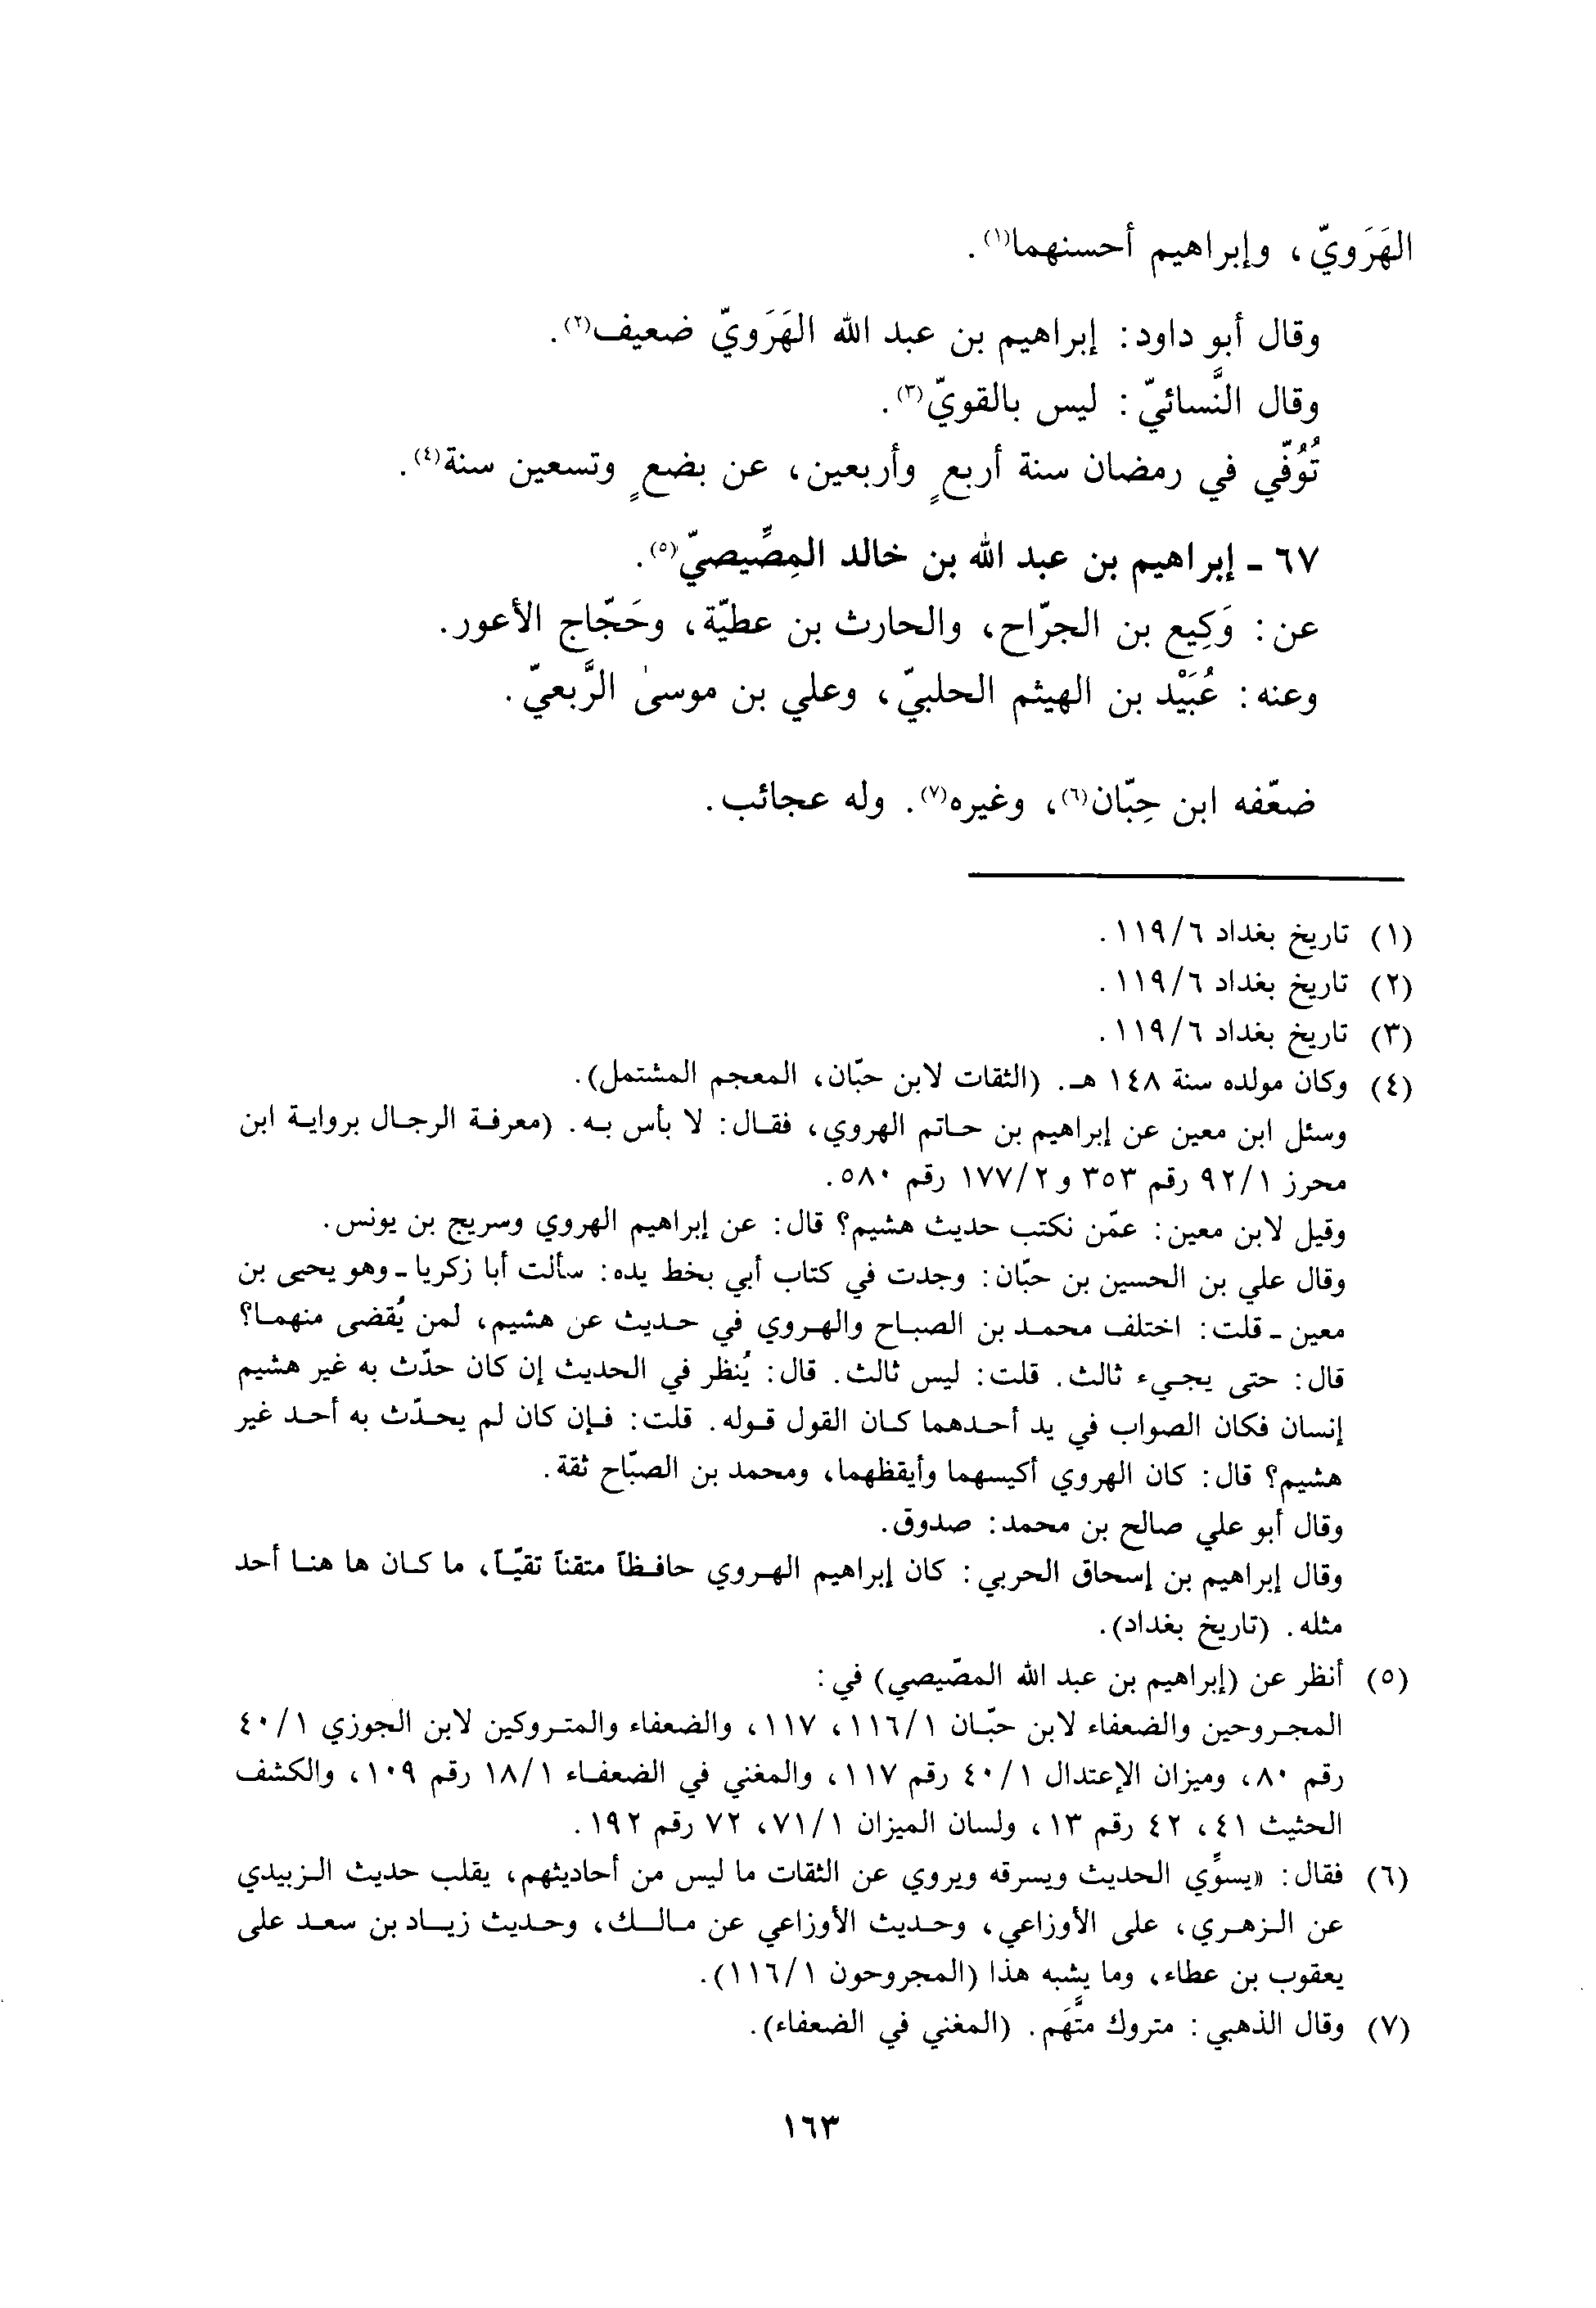 الهَرَويّ، وإبراهيم أحسنهما(١).
وقال أبو داود: إبراهيم بن عبد الله الهَرَويّ ضعيف(٢).
وقال النَّسائيّ: ليس بالقويّ(٣).
تُوُفّي في رمضان سنة أربعٍ وأربعين، عن بضعٍ وتسعين سنة(٤).
٦٧ - إبراهيم بن عبد الله بن خالد المِصِّيصيّ(٥).
عن: وَكِيع بن الجرّاح، والحارث بن عطيّة، وحَجّاج الأعور.
وعنه: عُبَيْد بن الهيثم الحلبيّ، وعلي بن موسىٰ الرَّبعيّ.
ضعّفه ابن حِبّان(٦)، وغيره(٧). وله عجائب.
(١) تاريخ بغداد ١١٩/٦.
(٢) تاريخ بغداد ١١٩/٦.
(٣) تاريخ بغداد ١١٩/٦.
(٤) وكان مولده سنة ١٤٨ هـ. (الثقات لابن حبّان، المعجم المشتمل).
وسئل ابن معين عن إبراهيم بن حاتم الهروي، فقال: لا بأس به. (معرفة الرجال برواية ابن
محرز ٩٢/١ رقم ٣٥٣ و ١٧٧/٢ رقم ٥٨٠.
وقيل لابن معين: عمّن نكتب حديث هشيم؟ قال: عن إبراهيم الهروي وسريج بن يونس.
وقال علي بن الحسين بن حبّان: وجدت في كتاب أبي بخط يده: سألت أبا زكريا - وهو يحيى بن
معين - قلت: اختلف محمد بن الصباح والهروي في حديث عن هشيم، لمن يُقضى منهما؟
قال: حتى يجيء ثالث. قلت: ليس ثالث. قال: يُنظر في الحديث إن كان حدّث به غير هشيم
إنسان فكان الصواب في يد أحدهما كان القول قوله. قلت: فإن كان لم يحدّث به أحد غير
هشيم؟ قال: كان الهروي أكيسهما وأيقظهما، ومحمد بن الصبّاح ثقة.
وقال أبو علي صالح بن محمد: صدوق.
وقال إبراهيم بن إسحاق الحربي: كان إبراهيم الهروي حافظاً متقناً تقيّاً، ما كان ها هنا أحد
مثله. (تاريخ بغداد).
(٥) أنظر عن (إبراهيم بن عبد الله المصّيصي) في:
المجروحين والضعفاء لابن حبّان ١١٦/١، ١١٧، والضعفاء والمتروكين لابن الجوزي ٤٠/١
رقم ٨٠، وميزان الإعتدال ٤٠/١ رقم ١١٧، والمغني في الضعفاء ١٨/١ رقم ١٠٩، والكشف
الحثيث ٤١، ٤٢ رقم ١٣، ولسان الميزان ٧١/١، ٧٢ رقم ١٩٢.
(٦) فقال: «يسوِّي الحديث ويسرقه ويروي عن الثقات ما ليس من أحاديثهم، يقلب حديث الزبيدي
عن الزهري، على الأوزاعي، وحديث الأوزاعي عن مالك، وحديث زياد بن سعد على
يعقوب بن عطاء، وما يشبه هذا (المجروحون ١١٦/١).
(٧) وقال الذهبي: متروك متَّهَم. (المغني في الضعفاء).
١٦٣